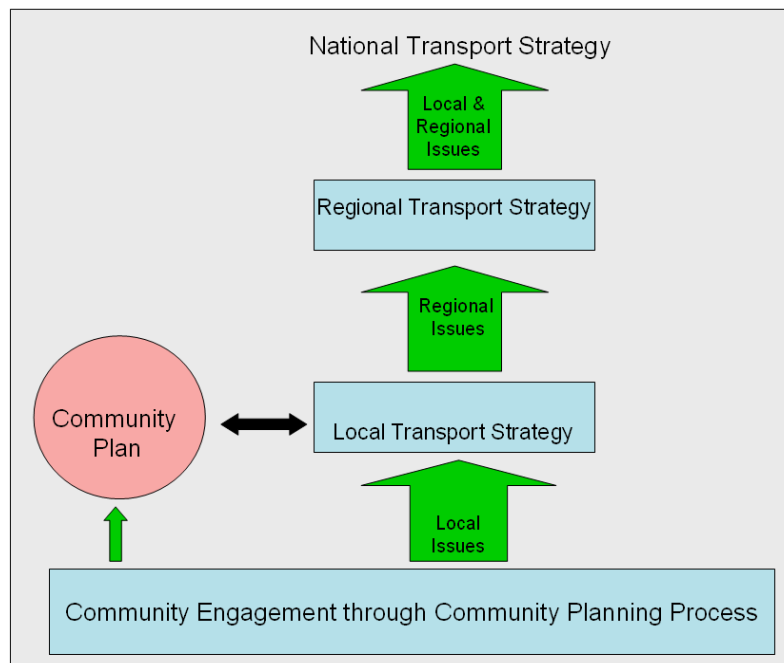 National Transport Strategy
Local &
Regional
Issues
Regional Transport Strategy
Regional
Issues
Community
Plan
Local Transport Strategy
Local
Issues
Community Engagement through Community Planning Process